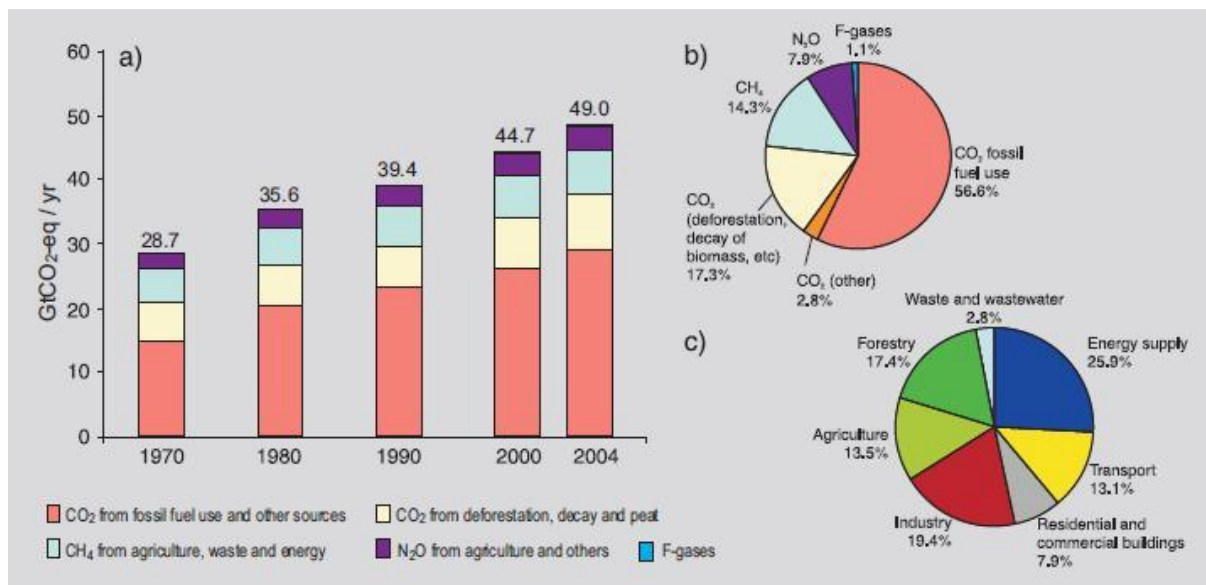 a)
60
50
40
30
20
10
0
GtCO₂-eq / yr
28.7
35.6
39.4
44.7
49.0
1970
1980
1990
2000
2004
CO₂ from fossil fuel use and other sources
CO₂ from deforestation, decay and peat
CH₄ from agriculture, waste and energy
N₂O from agriculture and others
F-gases
b)
F-gases
1.1%
N₂O
7.9%
CH₄
14.3%
CO₂ fossil
fuel use
56.6%
CO₂
(deforestation,
decay of
biomass, etc)
17.3%
CO₂ (other)
2.8%
c)
Waste and wastewater
2.8%
Forestry
17.4%
Energy supply
25.9%
Agriculture
13.5%
Transport
13.1%
Industry
19.4%
Residential and
commercial buildings
7.9%